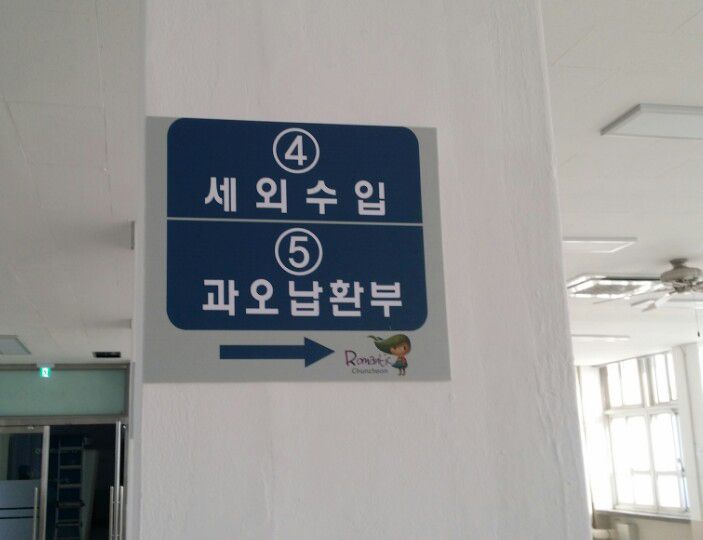 ④
세외수입
⑤
과오납환부
Romantic
Chuncheon